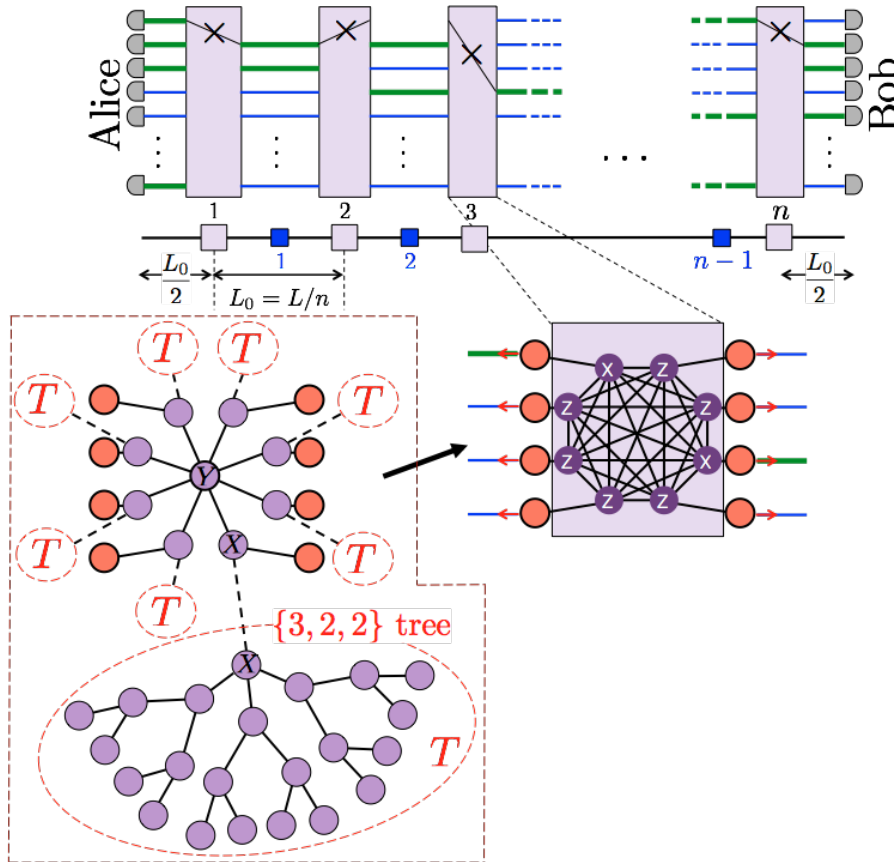 Alice
Bob
1
2
3
n
1
2
n − 1
L₀/2
L₀ = L/n
L₀/2
T
T
T
T
Y
T
T
X
T
X
Z
Z
Z
Z
X
Z
Z
{3, 2, 2} tree
X
T